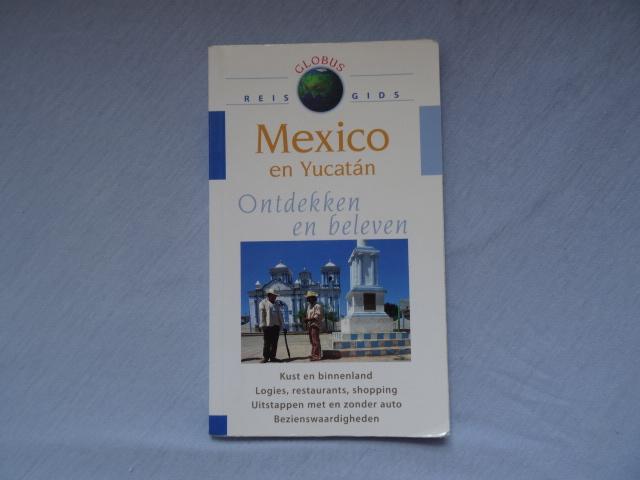 GLOBUS
REIS GIDS
Mexico
en Yucatán
Ontdekken
en beleven
Kust en binnenland
Logies, restaurants, shopping
Uitstappen met en zonder auto
Bezienswaardigheden